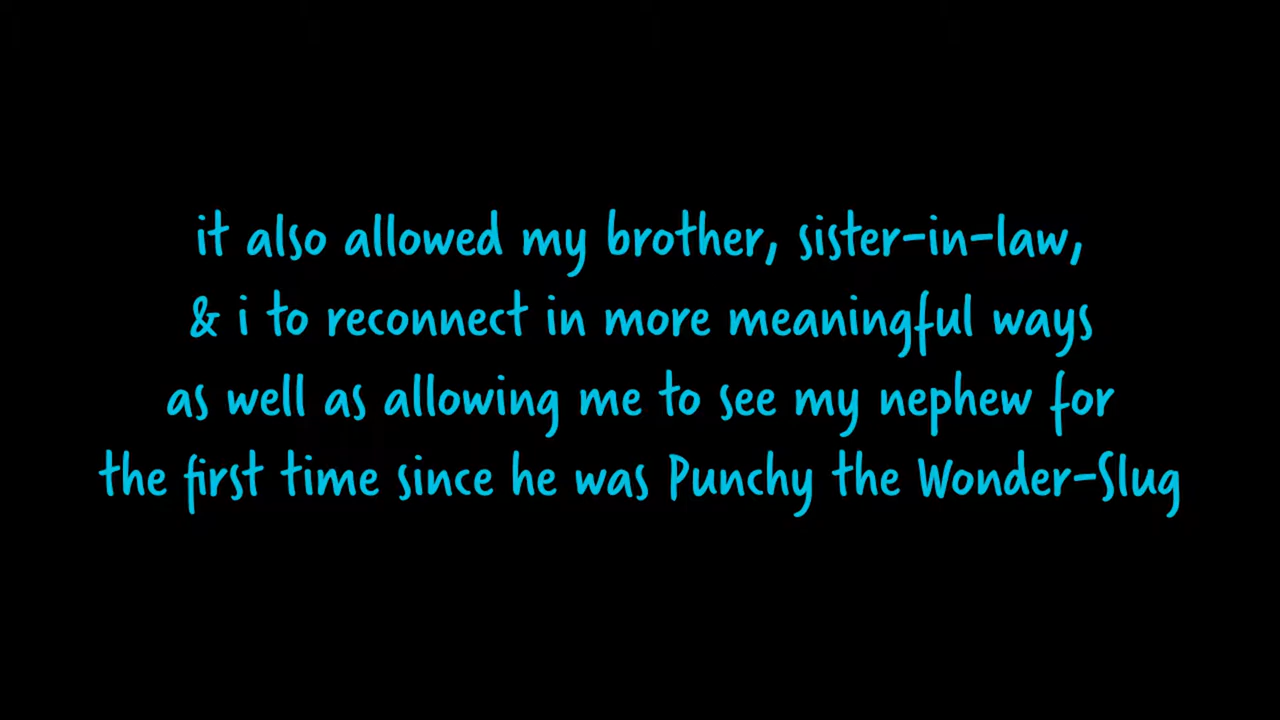 it also allowed my brother, sister-in-law,
& i to reconnect in more meaningful ways
as well as allowing me to see my nephew for
the first time since he was Punchy the Wonder-Slug